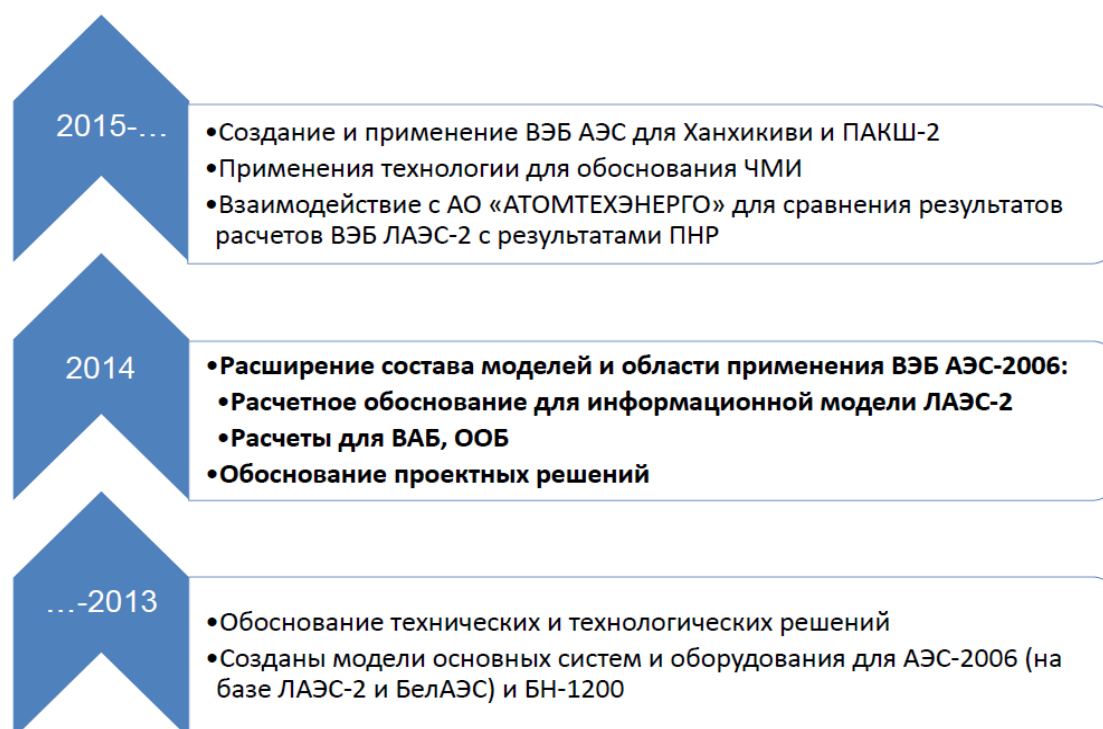 2015-…
•Создание и применение ВЭБ АЭС для Ханхикиви и ПАКШ-2
•Применения технологии для обоснования ЧМИ
•Взаимодействие с АО «АТОМТЕХЭНЕРГО» для сравнения результатов
расчетов ВЭБ ЛАЭС-2 с результатами ПНР
2014
•Расширение состава моделей и области применения ВЭБ АЭС-2006:
•Расчетное обоснование для информационной модели ЛАЭС-2
•Расчеты для ВАБ, ООБ
•Обоснование проектных решений
…-2013
•Обоснование технических и технологических решений
•Созданы модели основных систем и оборудования для АЭС-2006 (на
базе ЛАЭС-2 и БелАЭС) и БН-1200